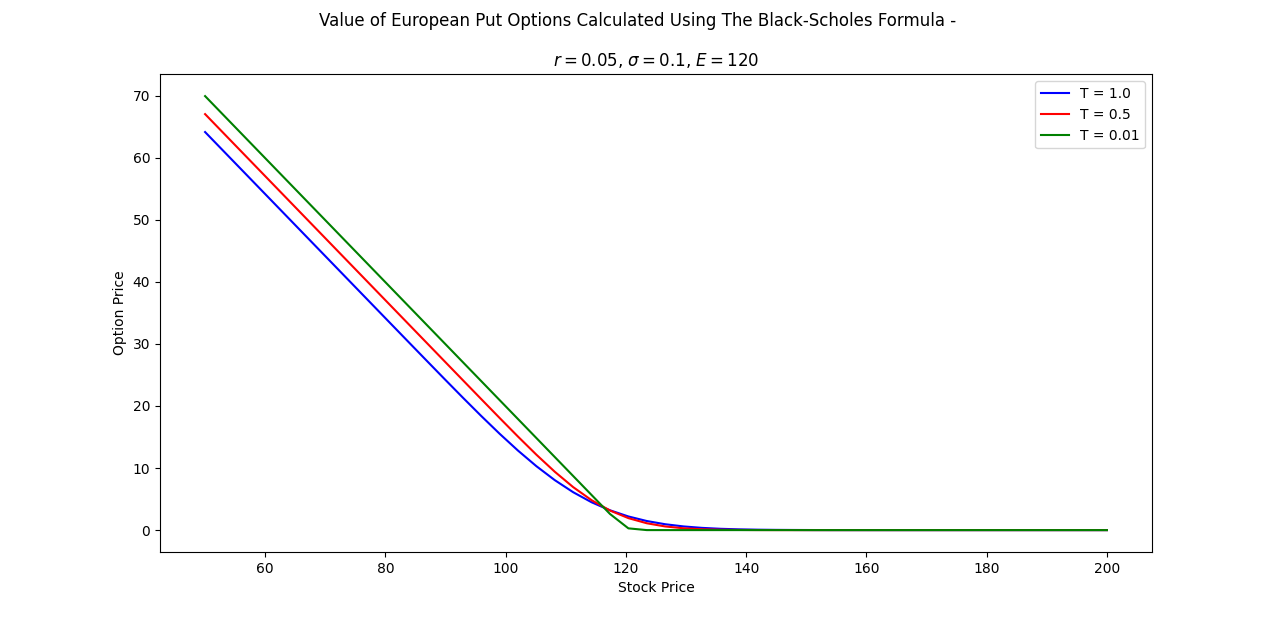 Value of European Put Options Calculated Using The Black-Scholes Formula -
r = 0.05, σ = 0.1, E = 120
T = 1.0
T = 0.5
T = 0.01
Option Price
70
60
50
40
30
20
10
0
60 80 100 120 140 160 180 200
Stock Price